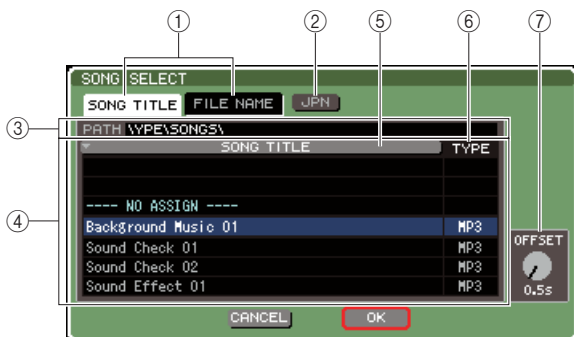 ① ② ⑤ ⑥ ⑦
SONG SELECT
SONG TITLE FILE NAME JPN
③ PATH \YPE\SONGS\
SONG TITLE TYPE
④
---- NO ASSIGN ----
Background Music 01 MP3
Sound Check 01 MP3
Sound Check 02 MP3
Sound Effect 01 MP3
OFFSET
0.5s
CANCEL OK